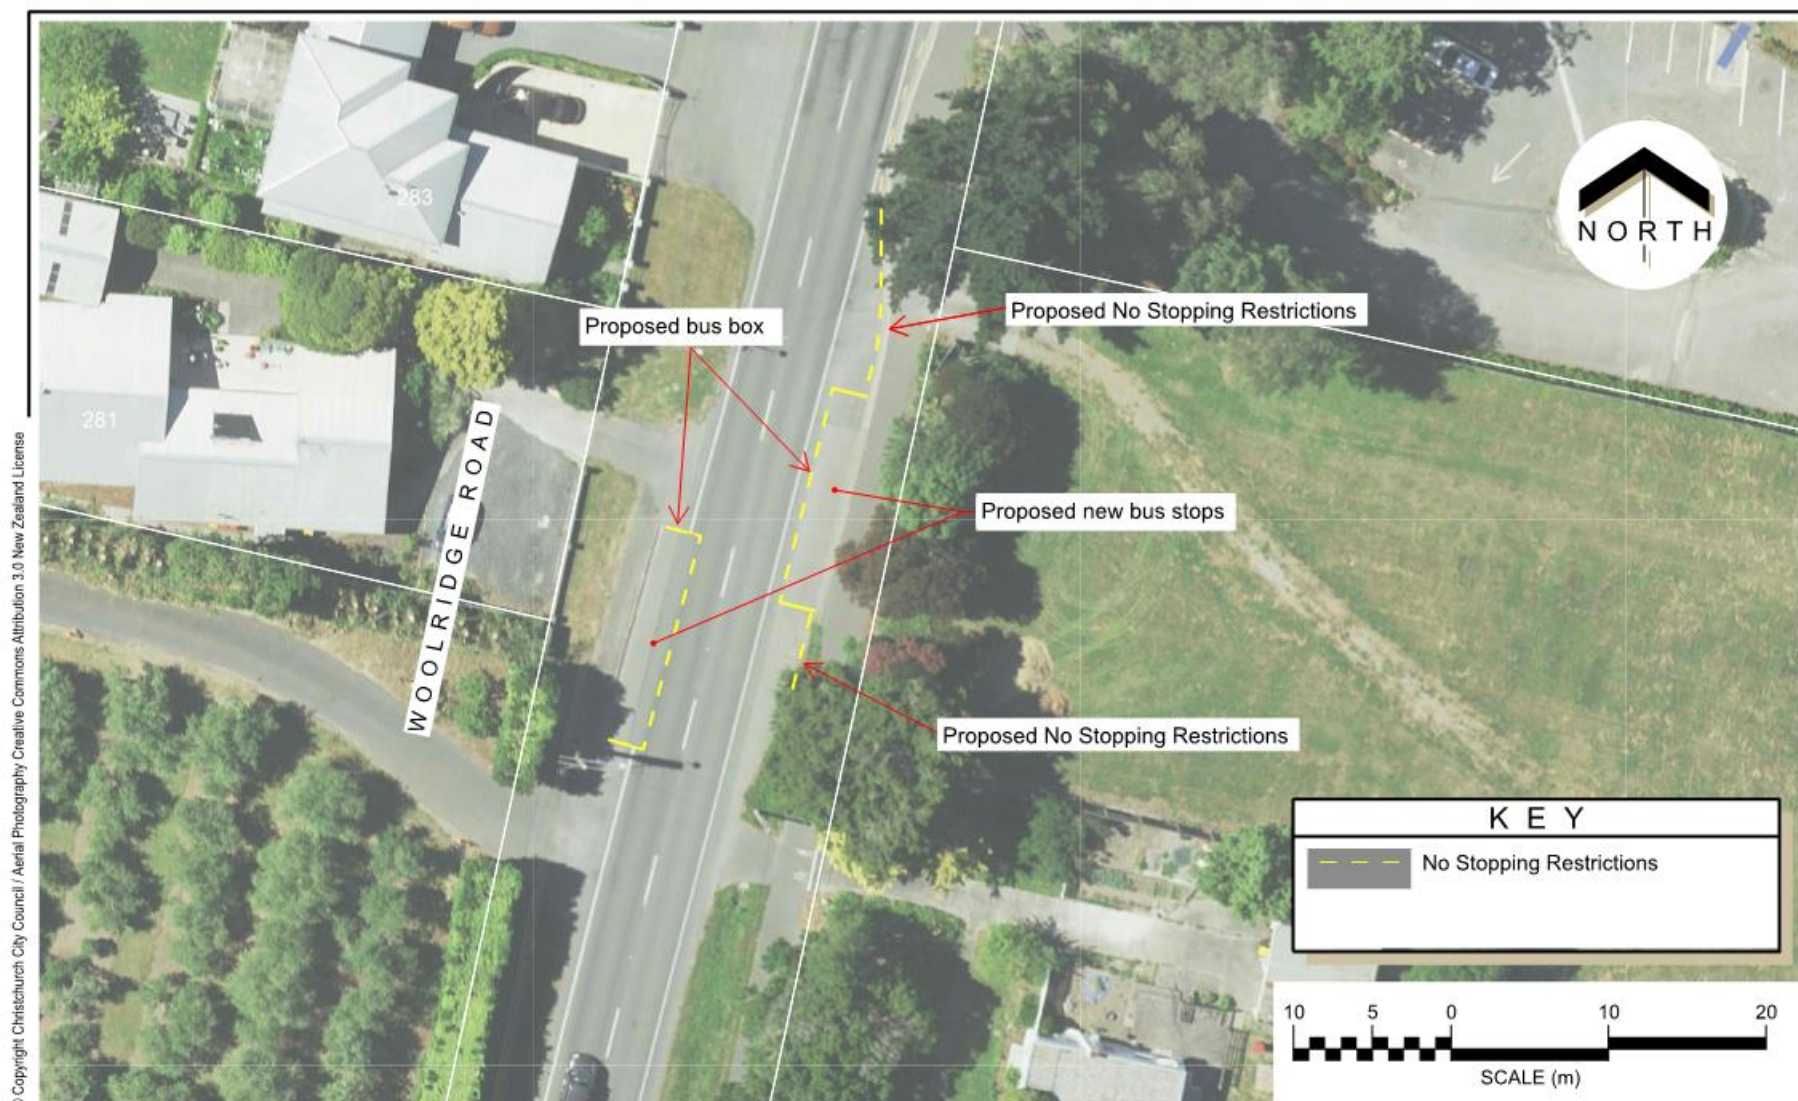 283
NORTH
Proposed No Stopping Restrictions
Proposed bus box
281
WOOLRIDGE ROAD
Proposed new bus stops
Proposed No Stopping Restrictions
KEY
No Stopping Restrictions
10 5 0 10 20
SCALE (m)
© Copyright Christchurch City Council / Aerial Photography Creative Commons Attribution 3.0 New Zealand License